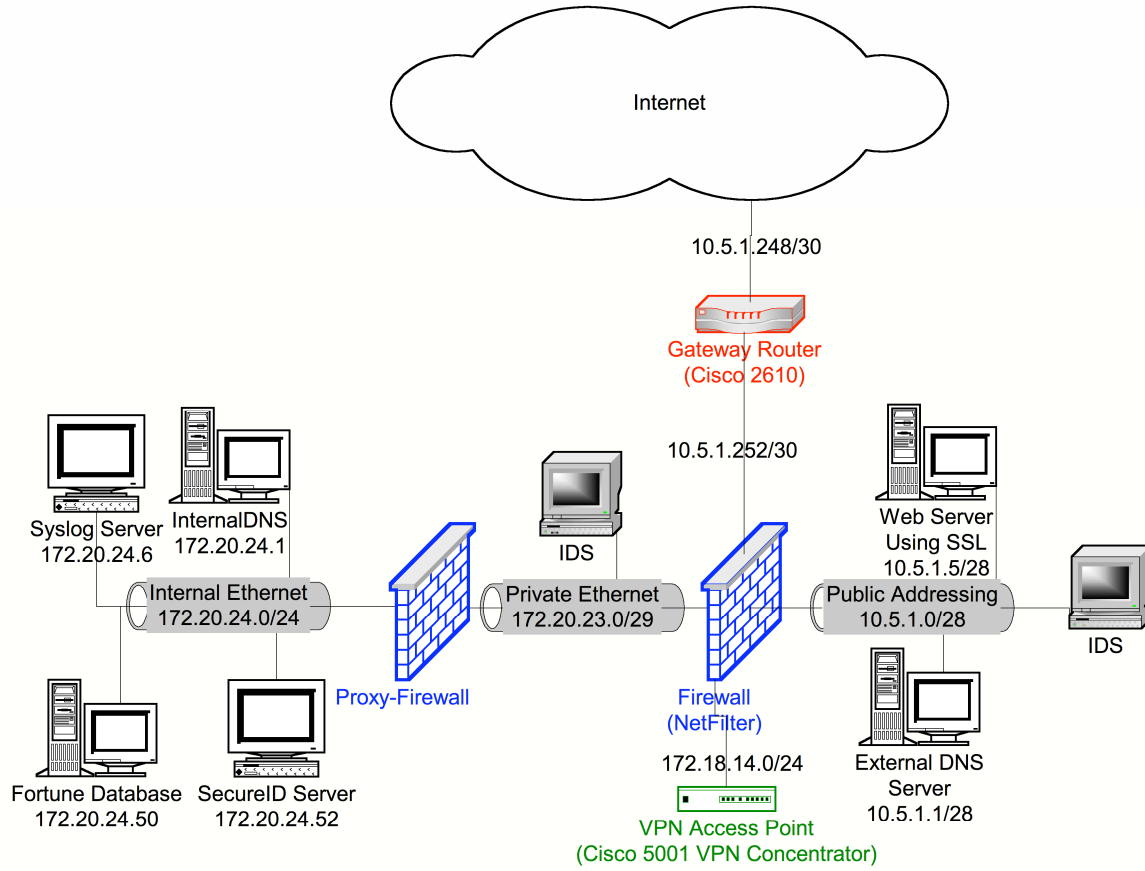 Internet
10.5.1.248/30
Gateway Router
(Cisco 2610)
10.5.1.252/30
Syslog Server
172.20.24.6
InternalDNS
172.20.24.1
IDS
Web Server
Using SSL
10.5.1.5/28
Internal Ethernet
172.20.24.0/24
Private Ethernet
172.20.23.0/29
Public Addressing
10.5.1.0/28
IDS
Proxy-Firewall
Firewall
(NetFilter)
172.18.14.0/24
External DNS
Server
10.5.1.1/28
Fortune Database
172.20.24.50
SecureID Server
172.20.24.52
VPN Access Point
(Cisco 5001 VPN Concentrator)